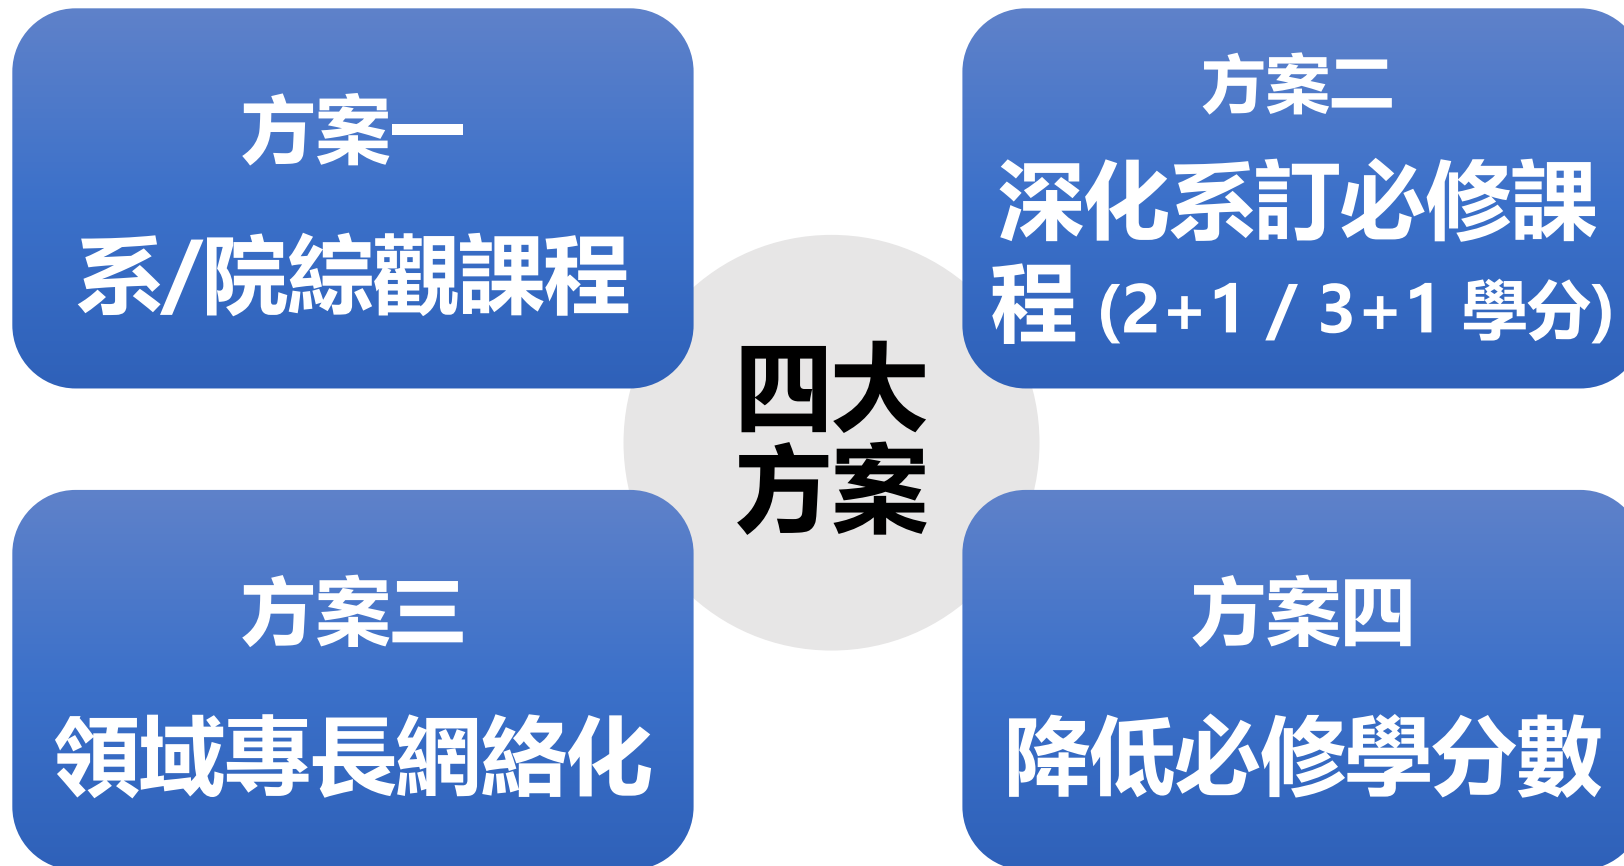 方案一
系/院綜觀課程
方案二
深化系訂必修課
程 (2+1 / 3+1 學分)
四大
方案
方案三
領域專長網絡化
方案四
降低必修學分數